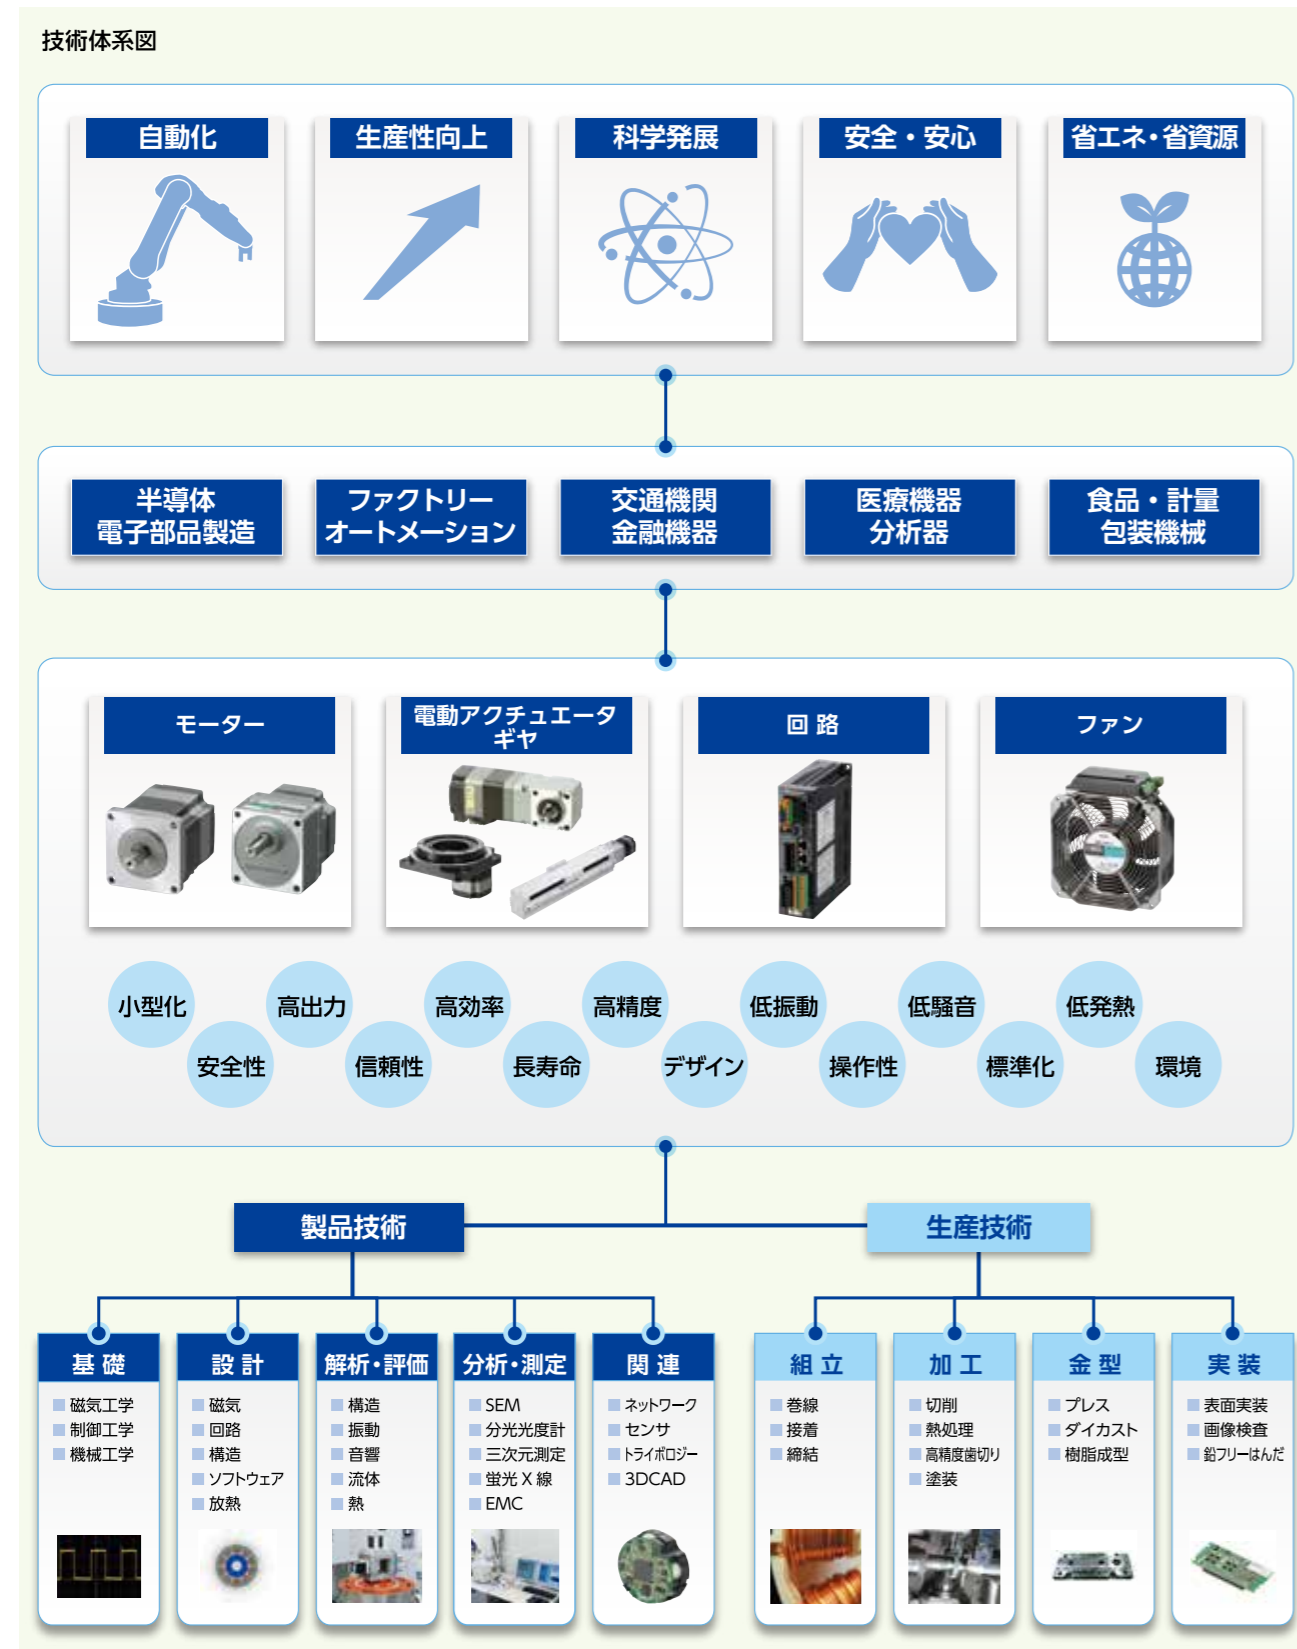 技術体系図
自動化
生産性向上
科学発展
安全・安心
省エネ・省資源
半導体
電子部品製造
ファクトリー
オートメーション
交通機関
金融機器
医療機器
分析器
食品・計量
包装機械
モーター
電動アクチュエータ
ギヤ
回路
ファン
小型化
高出力
高効率
高精度
低振動
低騒音
低発熱
安全性
信頼性
長寿命
デザイン
操作性
標準化
環境
製品技術
生産技術
基礎
磁気工学
制御工学
機械工学
設計
磁気
回路
構造
ソフトウェア
放熱
解析・評価
構造
振動
音響
流体
熱
分析・測定
SEM
分光光度計
三次元測定
蛍光X線
EMC
関連
ネットワーク
センサ
トライボロジー
3DCAD
組立
巻線
接着
締結
加工
切削
熱処理
高精度歯切り
塗装
金型
プレス
ダイカスト
樹脂成型
実装
表面実装
画像検査
鉛フリーはんだ